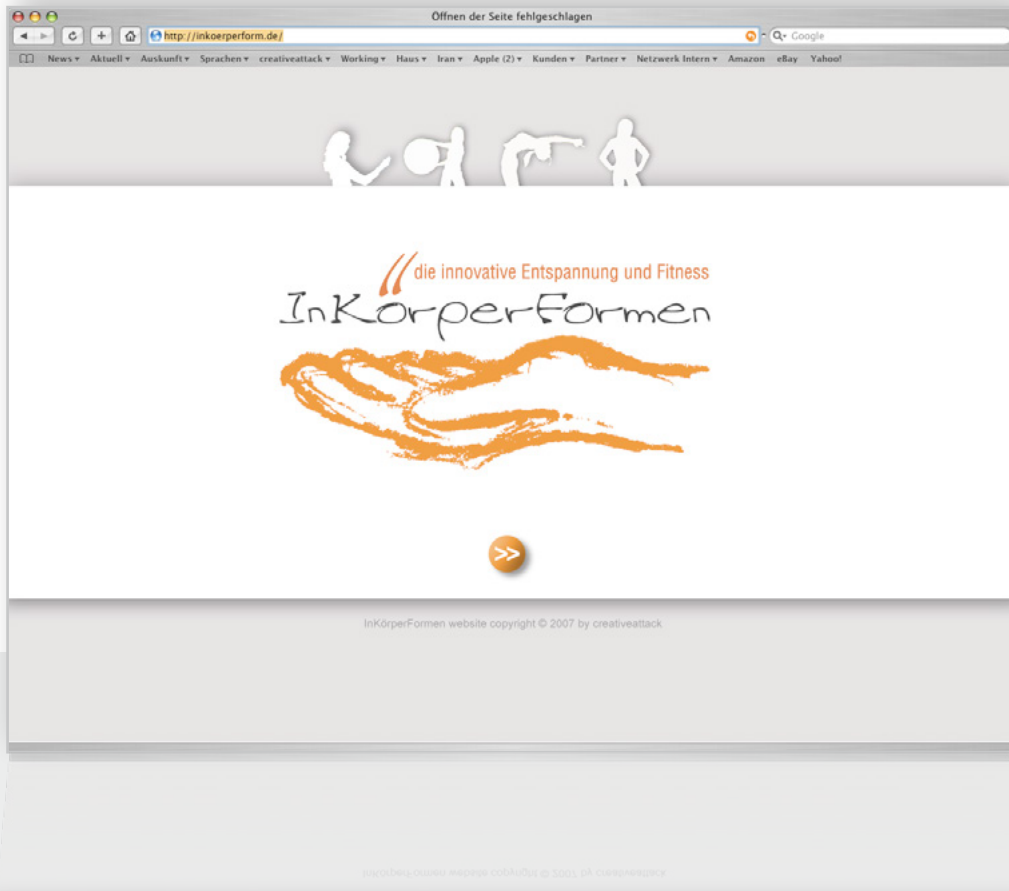 Öffnen der Seite fehlgeschlagen
http://inkoerperform.de/
Google
News Aktuell Auskunft Sprachen creativeattack Working Haus Iran Apple (2) Kunden Partner Netzwerk Intern Amazon eBay Yahoo!
die innovative Entspannung und Fitness
InKörperFormen
>>
InKörperFormen website copyright © 2007 by creativeattack